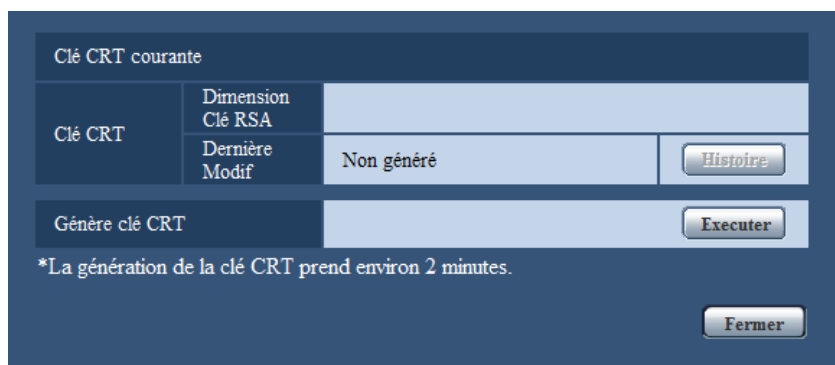 Clé CRT courante
Clé CRT
Dimension
Clé RSA
Dernière
Modif
Non généré
Histoire
Génère clé CRT
Executer
*La génération de la clé CRT prend environ 2 minutes.
Fermer